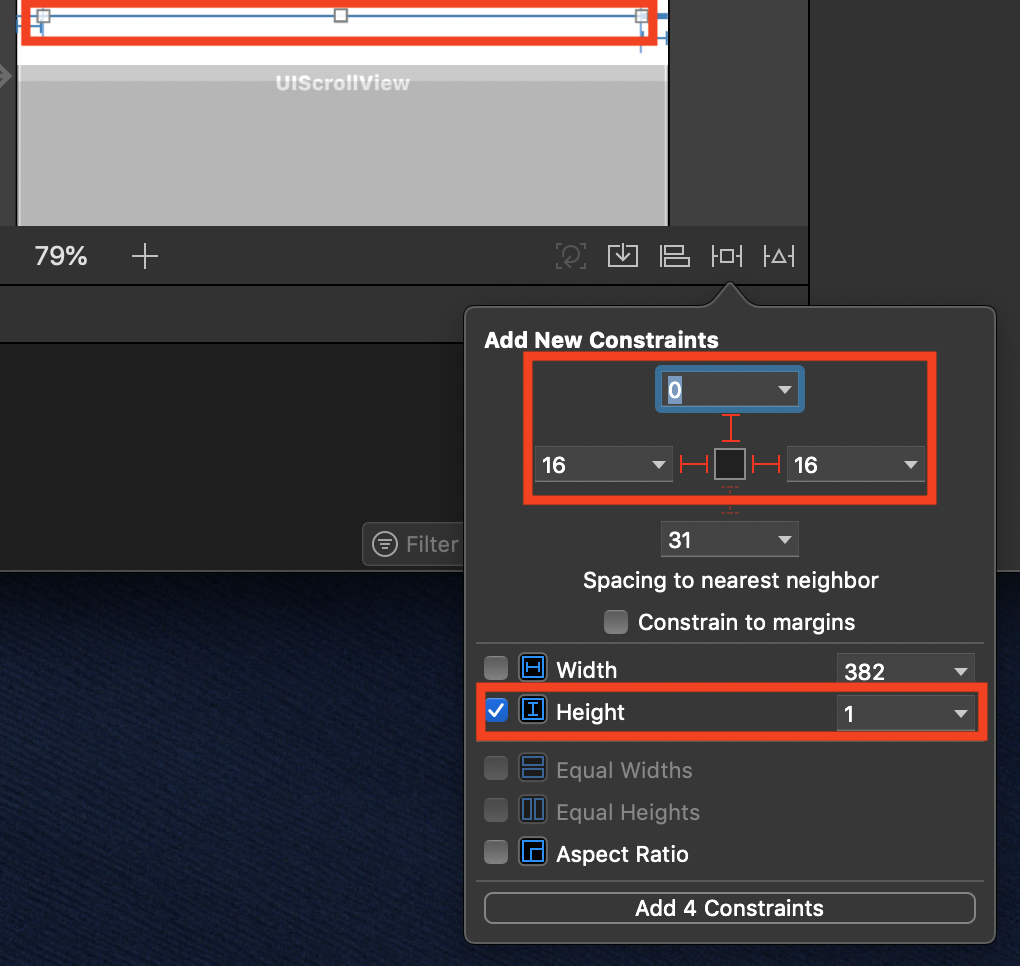 UIScrollView
79%
Add New Constraints
0
16 16
31
Filter
Spacing to nearest neighbor
Constrain to margins
Width 382
Height 1
Equal Widths
Equal Heights
Aspect Ratio
Add 4 Constraints